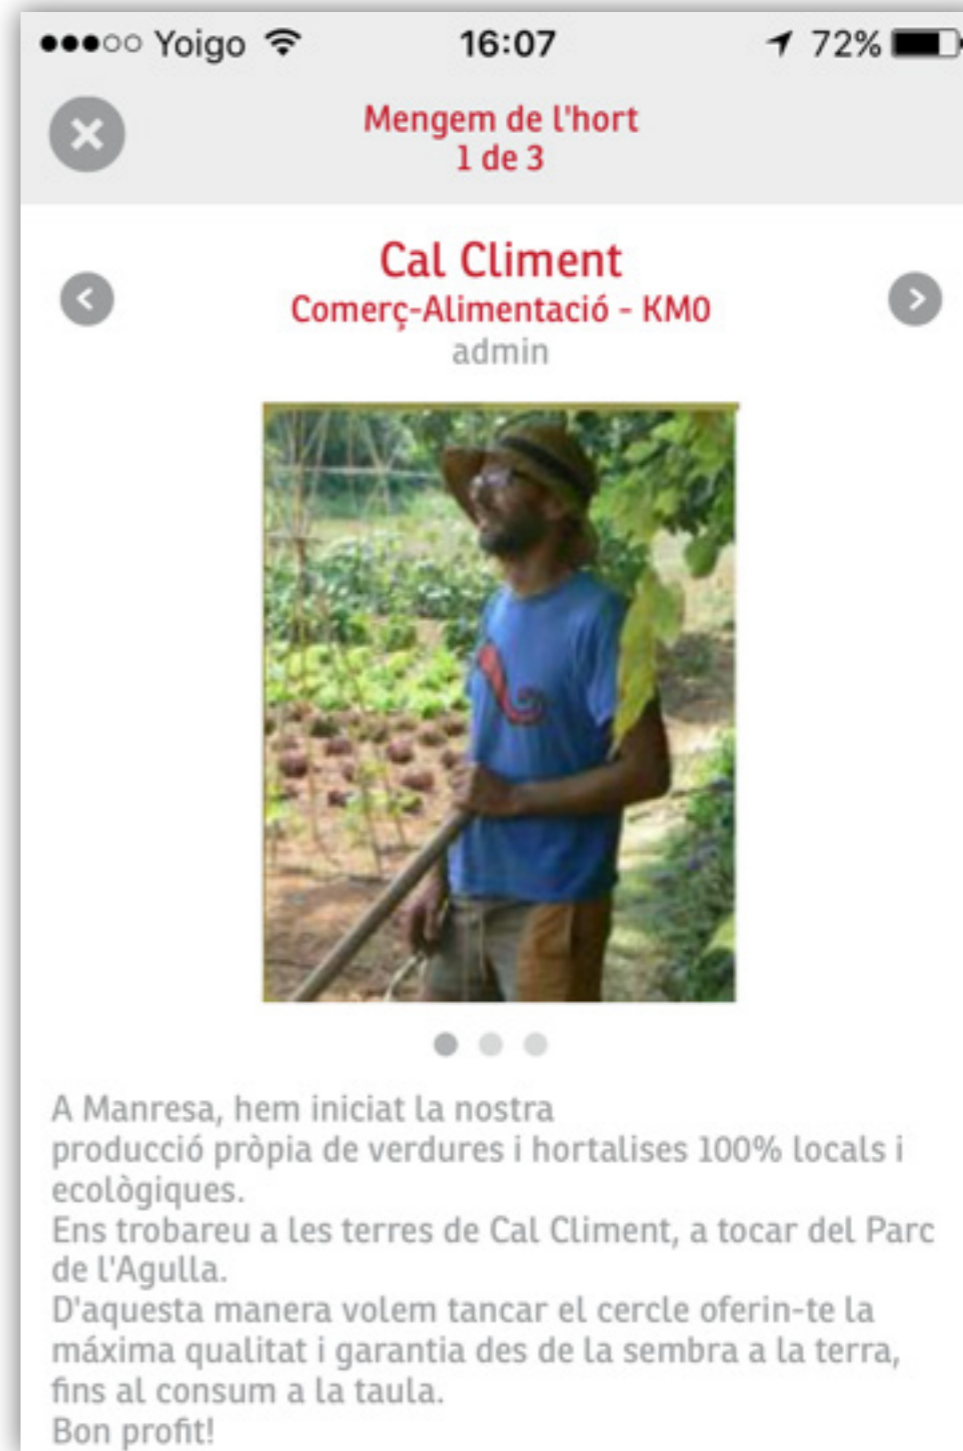 Yoigo 16:07 72%
Mengem de l'hort
1 de 3
Cal Climent
Comerç-Alimentació - KM0
admin
A Manresa, hem iniciat la nostra
producció pròpia de verdures i hortalises 100% locals i
ecològiques.
Ens trobareu a les terres de Cal Climent, a tocar del Parc
de l'Agulla.
D'aquesta manera volem tancar el cercle oferin-te la
máxima qualitat i garantia des de la sembra a la terra,
fins al consum a la taula.
Bon profit!